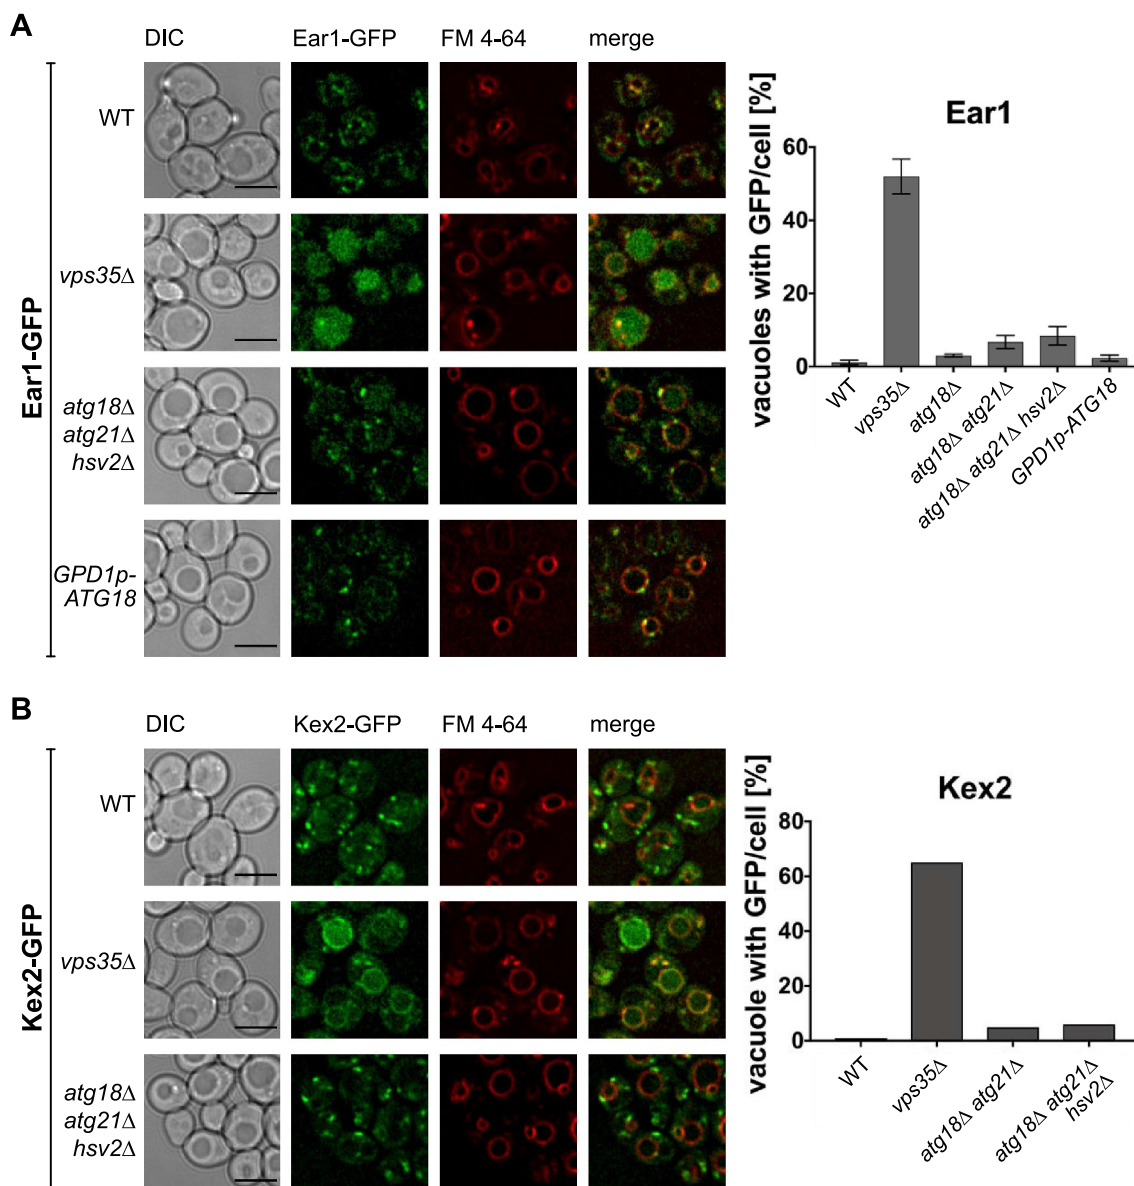 A
DIC
Ear1-GFP
FM 4-64
merge
Ear1-GFP
WT
vps35Δ
atg18Δ
atg21Δ
hsv2Δ
GPD1p-
ATG18
Ear1
vacuoles with GFP/cell [%]
60
40
20
0
WT
vps35Δ
atg18Δ
atg18Δ atg21Δ
atg18Δ atg21Δ hsv2Δ
GPD1p-ATG18
B
DIC
Kex2-GFP
FM 4-64
merge
Kex2-GFP
WT
vps35Δ
atg18Δ
atg21Δ
hsv2Δ
Kex2
vacuole with GFP/cell [%]
80
60
40
20
0
WT
vps35Δ
atg18Δ atg21Δ
atg18Δ atg21Δ
hsv2Δ